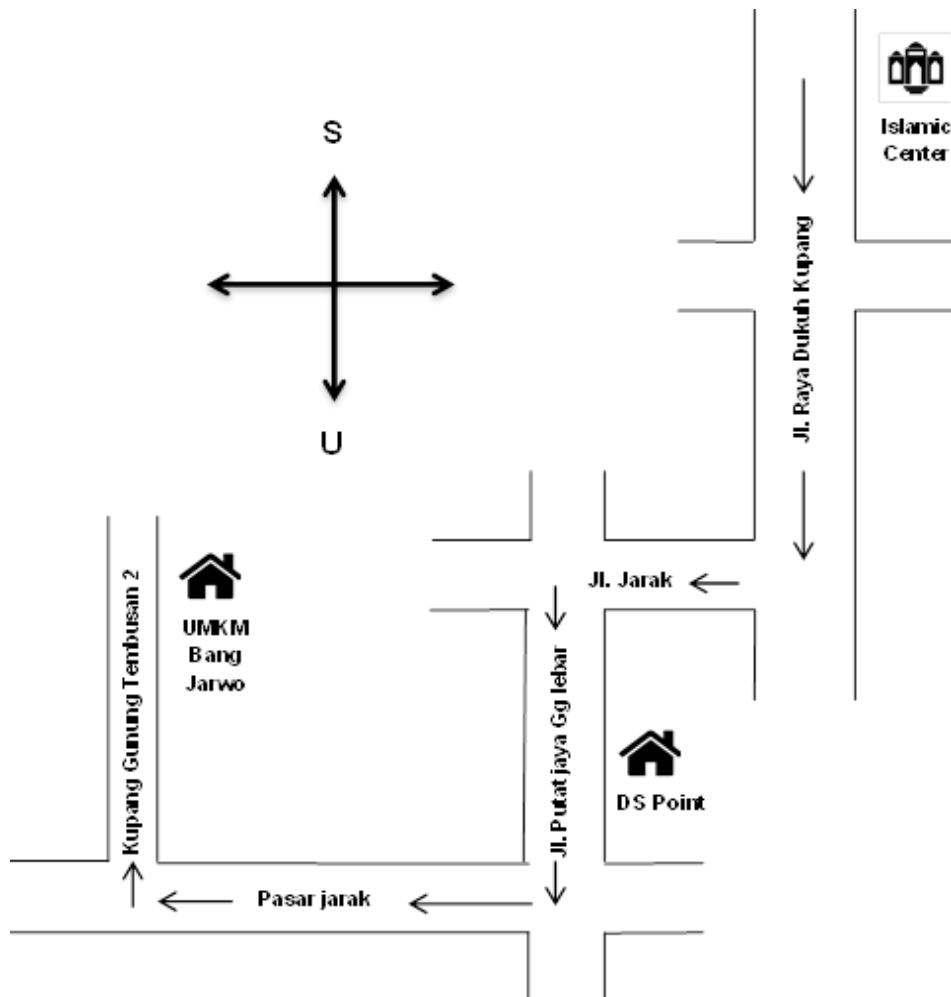 Islamic
Center
S
Jl. Raya Dukuh Kupang
U
Jl. Jarak
UMKM
Bang
Jarwo
Kupang Gunung Tembusan 2
Jl. Putat jaya Gg lebar
DS Point
Pasar jarak